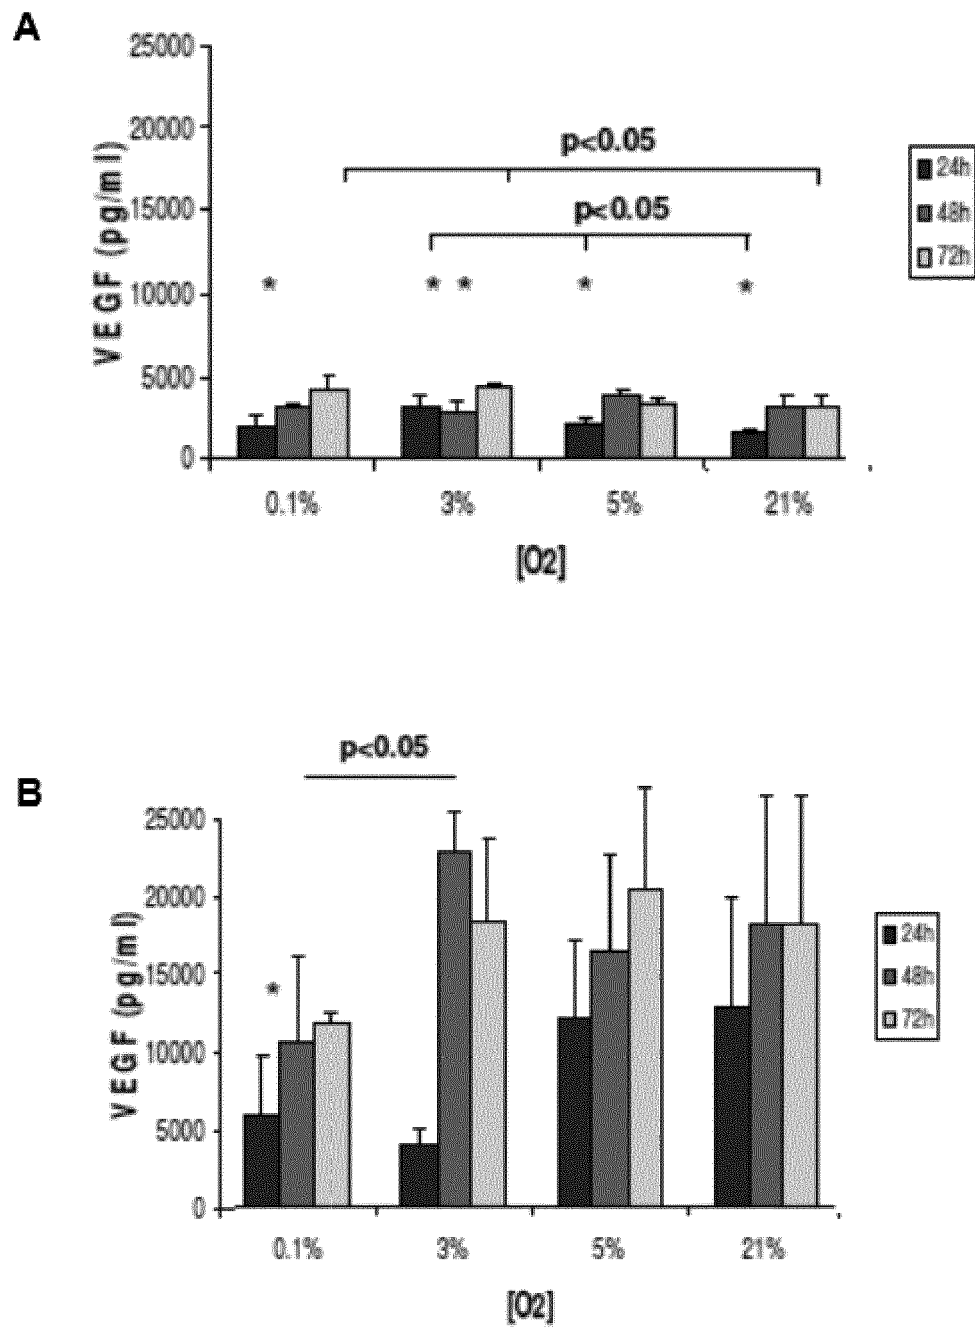 A
25000
20000
15000
10000
5000
0
VEGF (pg/ml)
p<0.05
p<0.05
* * * * *
24h
48h
72h
0.1% 3% 5% 21%
[O2]
p<0.05
B
25000
20000
15000
10000
5000
0
VEGF (pg/ml)
*
24h
48h
72h
0.1% 3% 5% 21%
[O2]